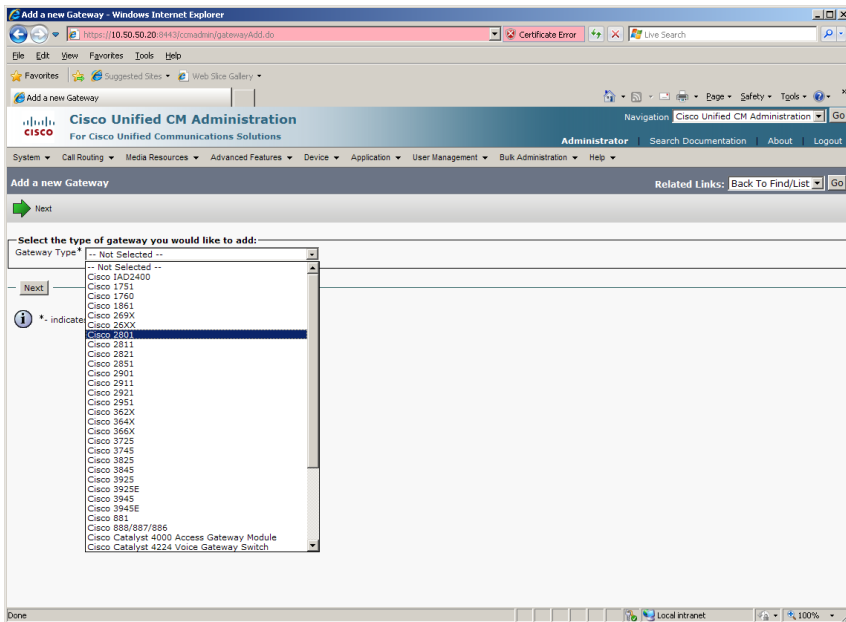 Add a new Gateway - Windows Internet Explorer
https://10.50.50.20:8443/ccmadmin/gatewayAdd.do
Certificate Error
Live Search
File Edit View Favorites Tools Help
Favorites Suggested Sites Web Slice Gallery
Add a new Gateway
Page Safety Tools
CISCO
Cisco Unified CM Administration
For Cisco Unified Communications Solutions
Navigation Cisco Unified CM Administration Go
Administrator | Search Documentation | About | Logout
System Call Routing Media Resources Advanced Features Device Application User Management Bulk Administration Help
Add a new Gateway
Related Links: Back To Find/List Go
Next
Select the type of gateway you would like to add:
Gateway Type* -- Not Selected --
-- Not Selected --
Cisco IAD2400
Cisco 1751
Cisco 1760
Cisco 1861
Cisco 269X
Cisco 26XX
Cisco 2801
Cisco 2811
Cisco 2821
Cisco 2851
Cisco 2901
Cisco 2911
Cisco 2921
Cisco 2951
Cisco 362X
Cisco 364X
Cisco 366X
Cisco 3725
Cisco 3745
Cisco 3825
Cisco 3845
Cisco 3925
Cisco 3925E
Cisco 3945
Cisco 3945E
Cisco 881
Cisco 888/887/886
Cisco Catalyst 4000 Access Gateway Module
Cisco Catalyst 4224 Voice Gateway Switch
Next
*- indicate
Done
Local intranet
100%